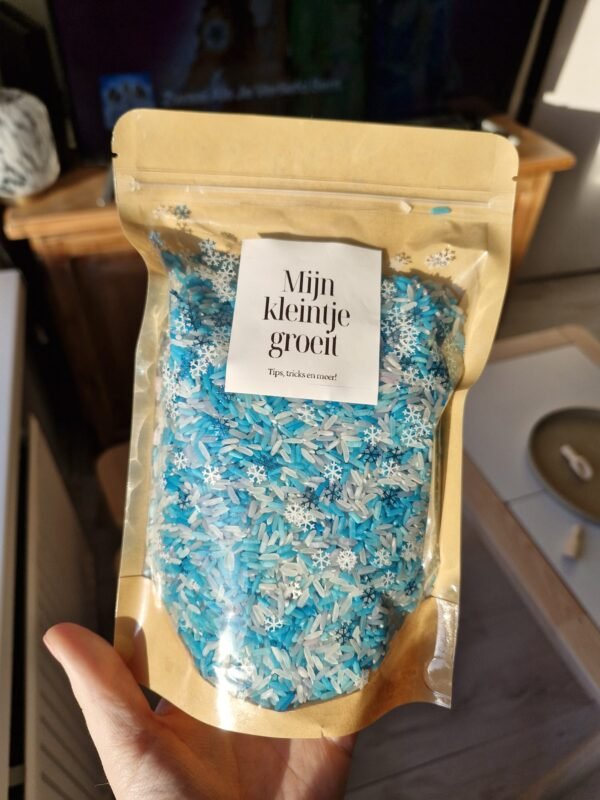 Mijn
kleintje
groeit
Tips, tricks en meer!